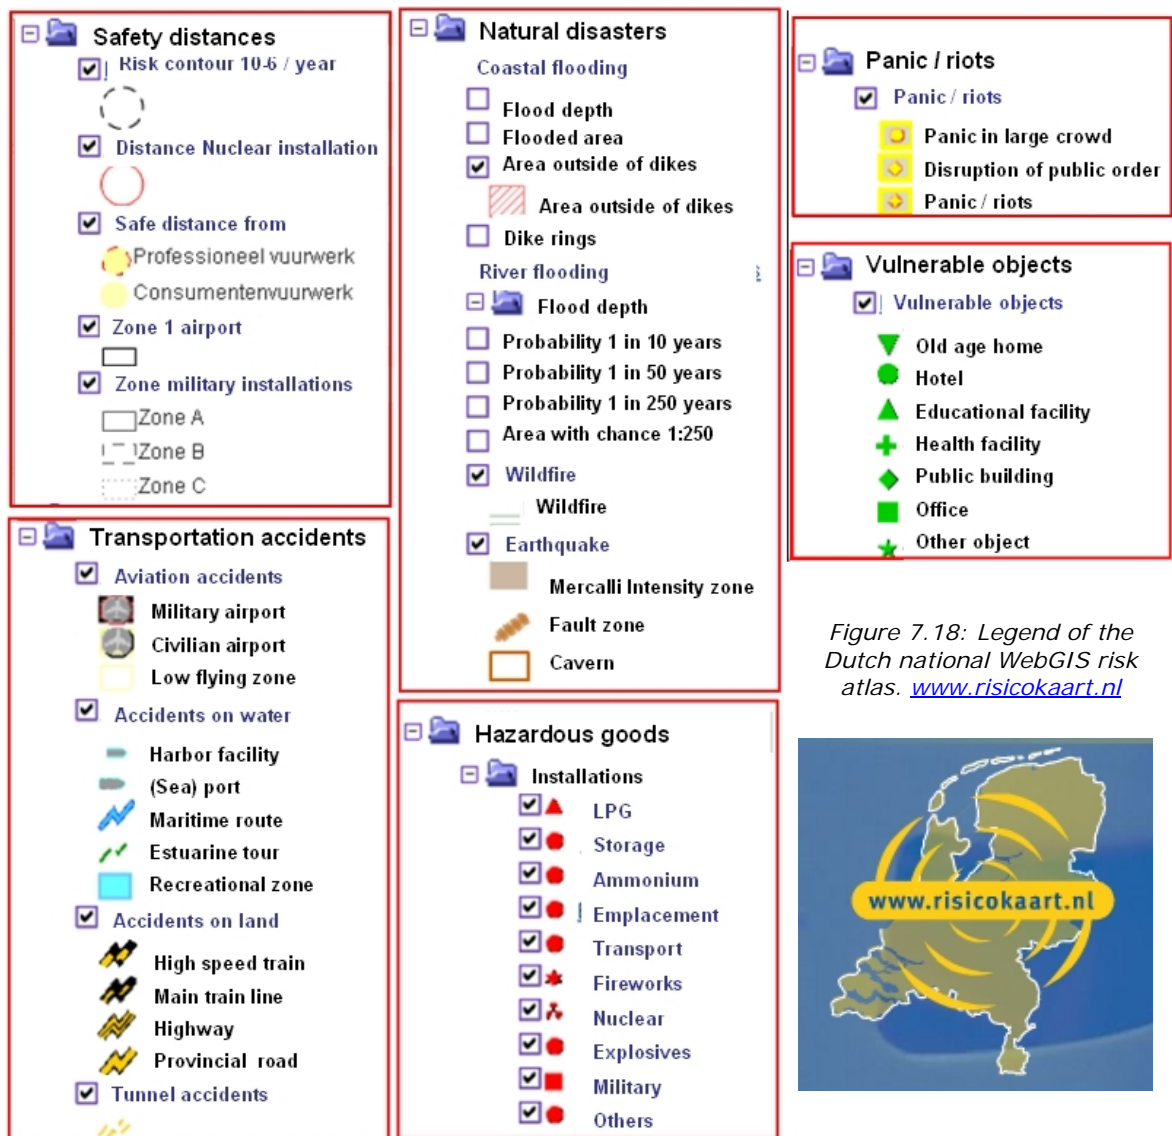 Safety distances
Risk contour 10-6 / year
Distance Nuclear installation
Safe distance from
Professioneel vuurwerk
Consumentenvuurwerk
Zone 1 airport
Zone military installations
Zone A
Zone B
Zone C
Transportation accidents
Aviation accidents
Military airport
Civilian airport
Low flying zone
Accidents on water
Harbor facility
(Sea) port
Maritime route
Estuarine tour
Recreational zone
Accidents on land
High speed train
Main train line
Highway
Provincial road
Tunnel accidents
Natural disasters
Coastal flooding
Flood depth
Flooded area
Area outside of dikes
Area outside of dikes
Dike rings
River flooding
Flood depth
Probability 1 in 10 years
Probability 1 in 50 years
Probability 1 in 250 years
Area with chance 1:250
Wildfire
Wildfire
Earthquake
Mercalli Intensity zone
Fault zone
Cavern
Hazardous goods
Installations
LPG
Storage
Ammonium
Emplacement
Transport
Fireworks
Nuclear
Explosives
Military
Others
Panic / riots
Panic / riots
Panic in large crowd
Disruption of public order
Panic / riots
Vulnerable objects
Vulnerable objects
Old age home
Hotel
Educational facility
Health facility
Public building
Office
Other object
Figure 7.18: Legend of the
Dutch national WebGIS risk
atlas. www.risicokaart.nl
www.risicokaart.nl